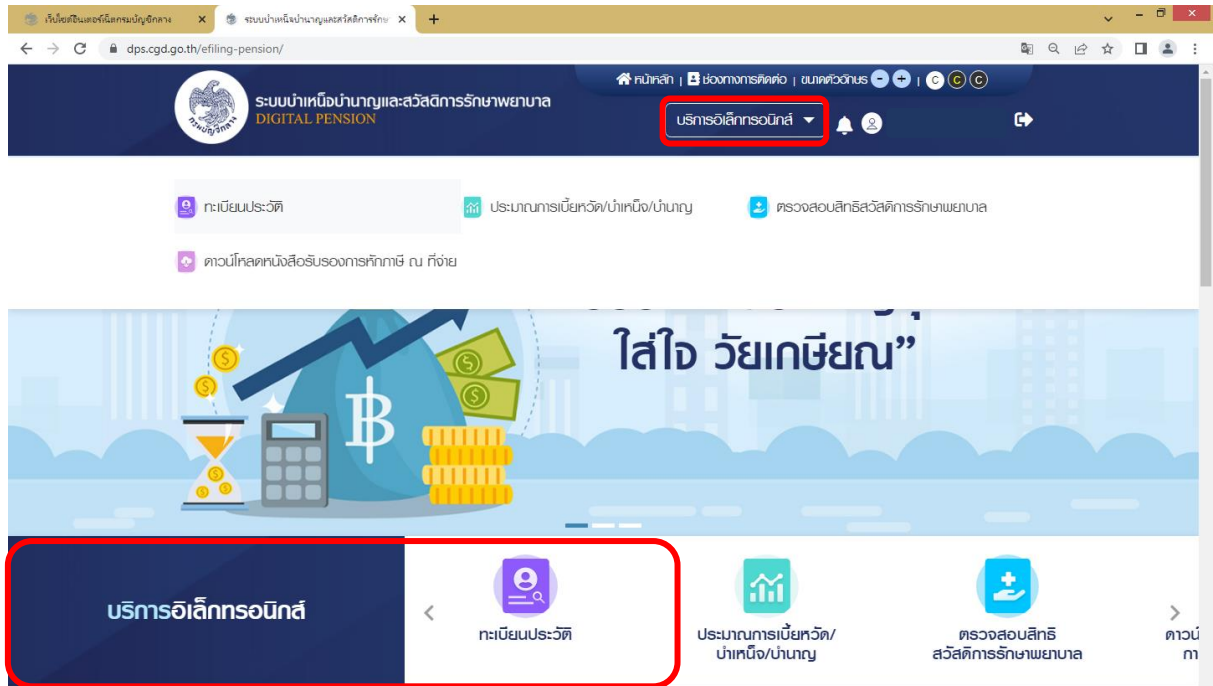 เว็บไซต์อินเตอร์เน็ตกรมบัญชีกลาง
ระบบบำเหน็จบำนาญและสวัสดิการรักษ
dps.cgd.go.th/efiling-pension/
หน้าหลัก | ช่องทางการติดต่อ | ขนาดตัวอักษร - + | C C C
กรมบัญชีกลาง
ระบบบำเหน็จบำนาญและสวัสดิการรักษาพยาบาล
DIGITAL PENSION
บริการอิเล็กทรอนิกส์
ทะเบียนประวัติ
ประมาณการเบี้ยหวัด/บำเหน็จ/บำนาญ
ตรวจสอบสิทธิสวัสดิการรักษาพยาบาล
ดาวน์โหลดหนังสือรับรองการหักภาษี ณ ที่จ่าย
ใส่ใจ วัยเกษียณ”
บริการอิเล็กทรอนิกส์
ทะเบียนประวัติ
ประมาณการเบี้ยหวัด/
บำเหน็จ/บำนาญ
ตรวจสอบสิทธิ
สวัสดิการรักษาพยาบาล
ดาวน์
กา